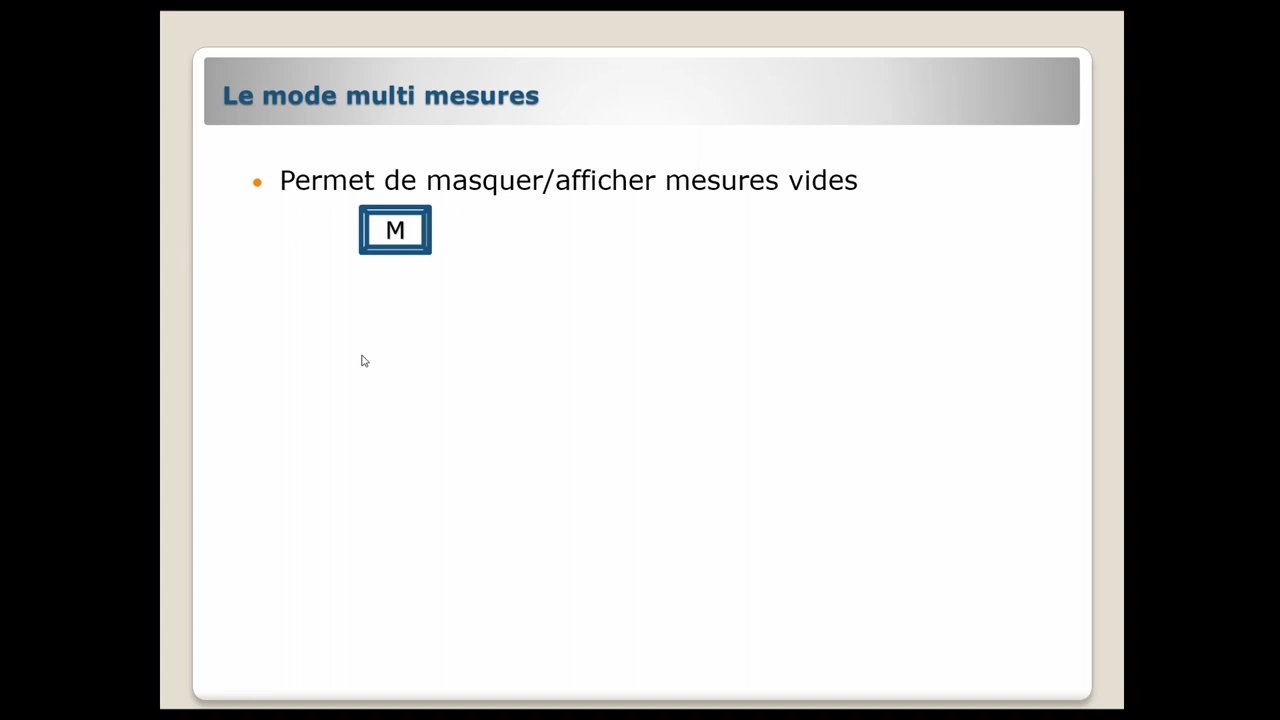 Le mode multi mesures
• Permet de masquer/afficher mesures vides
M